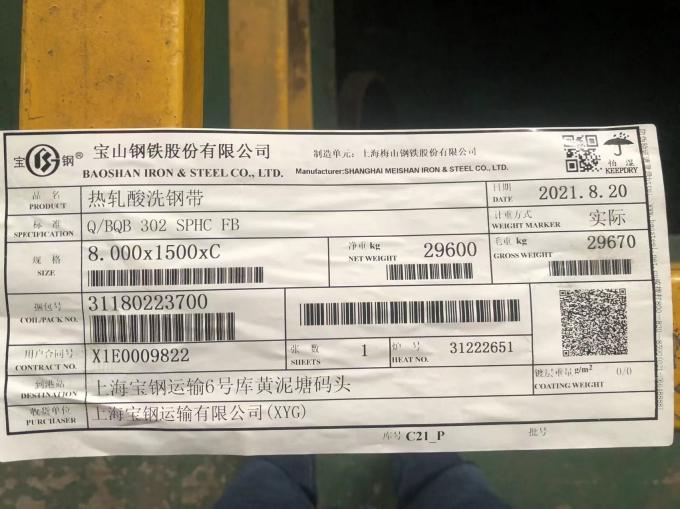 宝 钢® 宝山钢铁股份有限公司 制造单元: 上海梅山钢铁股份有限公司
BAOSHAN IRON & STEEL CO., LTD. Manufacturer:SHANGHAI MEISHAN IRON & STEEL CO., LTD.
怕 湿
KEEPDRY
品 名 热轧酸洗钢带 日期 2021.8.20
PRODUCT DATE
标 准 Q/BQB 302 SPHC FB 计重方式 实际
SPECIFICATION WEIGHT MARKER
规 格 8.000x1500xC 净重 kg 29600 毛重 kg 29670
SIZE NET WEIGHT GROSS WEIGHT
捆包号 31180223700
COIL/PACK NO.
用户合同号 X1E0009822 张 数 1 炉 号 31222651 镀层重量 g/m² 0/0
CONTRACT NO. SHEETS HEAT NO. COATING WEIGHT
到港站 上海宝钢运输6号库黄泥塘码头
DESTINATION
收货单位 上海宝钢运输有限公司(XYG)
PURCHASER
库号 C21_P 批号